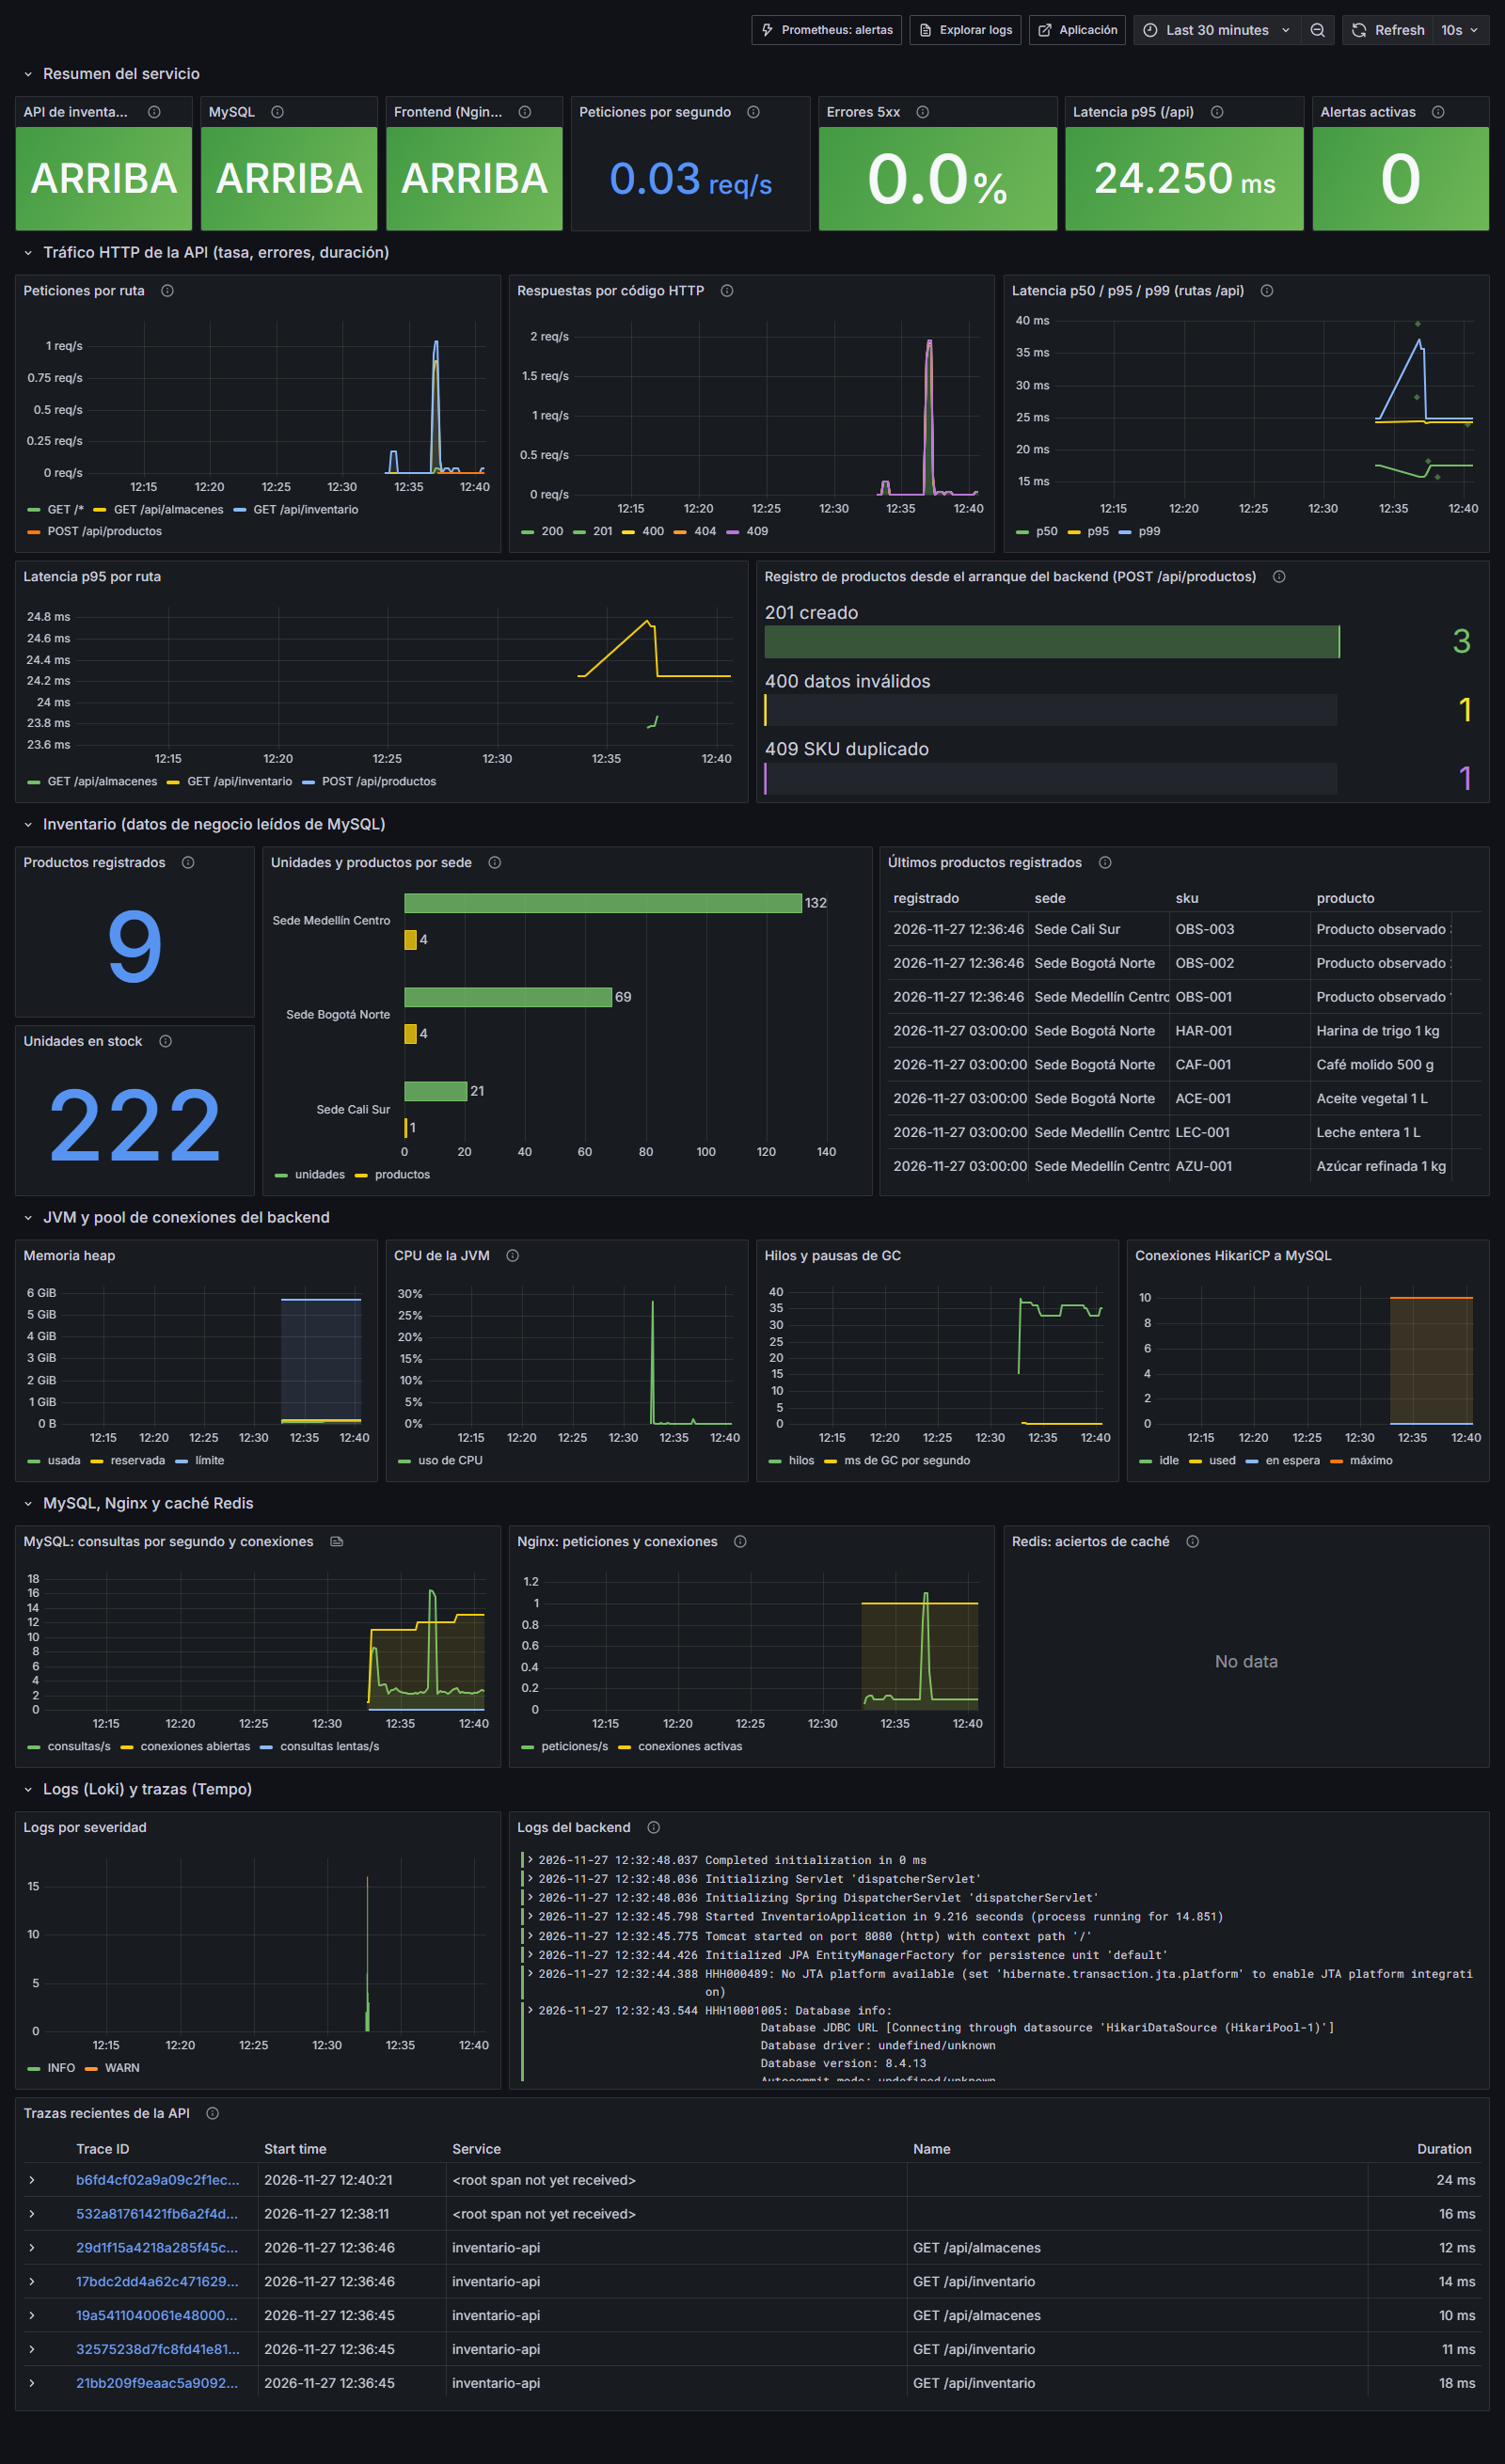 Prometheus: alertas
Explorar logs
Aplicación
Last 30 minutes
Refresh
10s
Resumen del servicio
API de inventa...
MySQL
Frontend (Ngin...
Peticiones por segundo
Errores 5xx
Latencia p95 (/api)
Alertas activas
ARRIBA
ARRIBA
ARRIBA
0.03 req/s
0.0%
24.250 ms
0
Tráfico HTTP de la API (tasa, errores, duración)
Peticiones por ruta
1 req/s
0.75 req/s
0.5 req/s
0.25 req/s
0 req/s
12:15 12:20 12:25 12:30 12:35 12:40
GET /* GET /api/almacenes GET /api/inventario
POST /api/productos
Respuestas por código HTTP
2 req/s
1.5 req/s
1 req/s
0.5 req/s
0 req/s
12:15 12:20 12:25 12:30 12:35 12:40
200 201 400 404 409
Latencia p50 / p95 / p99 (rutas /api)
40 ms
35 ms
30 ms
25 ms
20 ms
15 ms
12:15 12:20 12:25 12:30 12:35 12:40
p50 p95 p99
Latencia p95 por ruta
24.8 ms
24.6 ms
24.4 ms
24.2 ms
24 ms
23.8 ms
23.6 ms
12:15 12:20 12:25 12:30 12:35 12:40
GET /api/almacenes GET /api/inventario POST /api/productos
Registro de productos desde el arranque del backend (POST /api/productos)
201 creado
3
400 datos inválidos
1
409 SKU duplicado
1
Inventario (datos de negocio leídos de MySQL)
Productos registrados
9
Unidades en stock
222
Unidades y productos por sede
Sede Medellín Centro 132
4
Sede Bogotá Norte 69
4
Sede Cali Sur 21
1
0 20 40 60 80 100 120 140
unidades productos
Últimos productos registrados
registrado sede sku producto
2026-11-27 12:36:46 Sede Cali Sur OBS-003 Producto observado
2026-11-27 12:36:46 Sede Bogotá Norte OBS-002 Producto observado
2026-11-27 12:36:46 Sede Medellín Centro OBS-001 Producto observado
2026-11-27 03:00:00 Sede Bogotá Norte HAR-001 Harina de trigo 1 kg
2026-11-27 03:00:00 Sede Bogotá Norte CAF-001 Café molido 500 g
2026-11-27 03:00:00 Sede Bogotá Norte ACE-001 Aceite vegetal 1 L
2026-11-27 03:00:00 Sede Medellín Centro LEC-001 Leche entera 1 L
2026-11-27 03:00:00 Sede Medellín Centro AZU-001 Azúcar refinada 1 kg
JVM y pool de conexiones del backend
Memoria heap
6 GiB
5 GiB
4 GiB
3 GiB
2 GiB
1 GiB
0 B
12:15 12:20 12:25 12:30 12:35 12:40
usada reservada límite
CPU de la JVM
30%
25%
20%
15%
10%
5%
0%
12:15 12:20 12:25 12:30 12:35 12:40
uso de CPU
Hilos y pausas de GC
40
35
30
25
20
15
10
5
0
12:15 12:20 12:25 12:30 12:35 12:40
hilos ms de GC por segundo
Conexiones HikariCP a MySQL
10
8
6
4
2
0
12:15 12:20 12:25 12:30 12:35 12:40
idle used en espera máximo
MySQL, Nginx y caché Redis
MySQL: consultas por segundo y conexiones
18
16
14
12
10
8
6
4
2
0
12:15 12:20 12:25 12:30 12:35 12:40
consultas/s conexiones abiertas consultas lentas/s
Nginx: peticiones y conexiones
1.2
1
0.8
0.6
0.4
0.2
0
12:15 12:20 12:25 12:30 12:35 12:40
peticiones/s conexiones activas
Redis: aciertos de caché
No data
Logs (Loki) y trazas (Tempo)
Logs por severidad
15
10
5
0
12:15 12:20 12:25 12:30 12:35 12:40
INFO WARN
Logs del backend
2026-11-27 12:32:48.037 Completed initialization in 0 ms
2026-11-27 12:32:48.036 Initializing Servlet 'dispatcherServlet'
2026-11-27 12:32:48.036 Initializing Spring DispatcherServlet 'dispatcherServlet'
2026-11-27 12:32:45.798 Started InventarioApplication in 9.216 seconds (process running for 14.851)
2026-11-27 12:32:45.775 Tomcat started on port 8080 (http) with context path '/'
2026-11-27 12:32:44.426 Initialized JPA EntityManagerFactory for persistence unit 'default'
2026-11-27 12:32:44.388 HHH000489: No JTA platform available (set 'hibernate.transaction.jta.platform' to enable JTA platform integrati
on)
2026-11-27 12:32:43.544 HHH10001005: Database info:
Database JDBC URL [Connecting through datasource 'HikariDataSource (HikariPool-1)']
Database driver: undefined/unknown
Database version: 8.4.13
Autocommit mode: undefined/unknown
Trazas recientes de la API
Trace ID Start time Service Name Duration
b6fd4cf02a9a09c2f1ec... 2026-11-27 12:40:21 <root span not yet received> 24 ms
532a81761421fb6a2f4d... 2026-11-27 12:38:11 <root span not yet received> 16 ms
29d1f15a4218a285f45c... 2026-11-27 12:36:46 inventario-api GET /api/almacenes 12 ms
17bdc2dd4a62c471629... 2026-11-27 12:36:46 inventario-api GET /api/inventario 14 ms
19a5411040061e48000... 2026-11-27 12:36:45 inventario-api GET /api/almacenes 10 ms
32575238d7fc8fd41e81... 2026-11-27 12:36:45 inventario-api GET /api/inventario 11 ms
21bb209f9eaac5a9092... 2026-11-27 12:36:45 inventario-api GET /api/inventario 18 ms